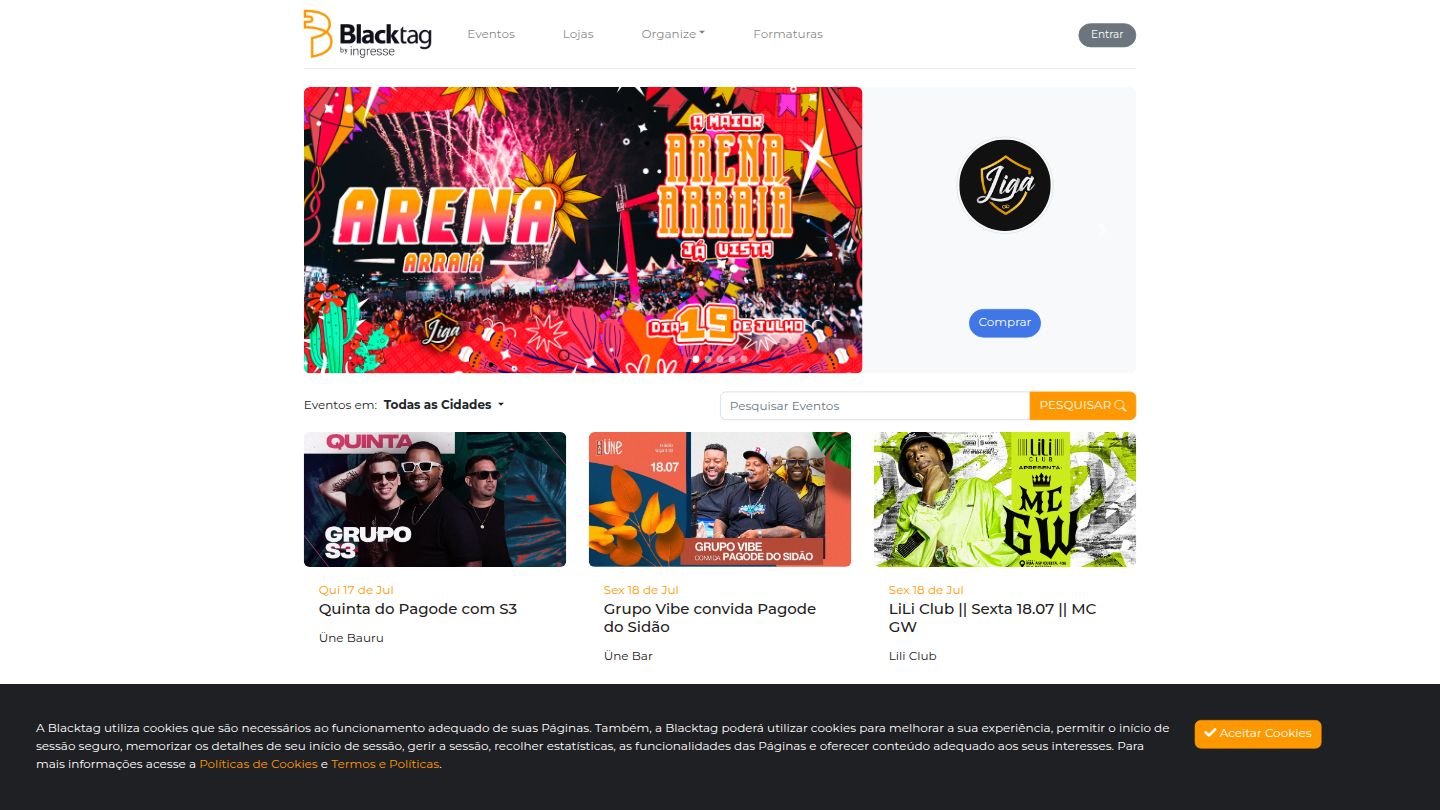 Blacktag
by ingresse
Eventos
Lojas
Organize
Formaturas
Entrar
ARENA
ARRAIÁ
Liga
A MAIOR
ARENA
ARRAIÁ
JÁ VISTA
DIA 19 DE JULHO
Liga
Comprar
Eventos em: Todas as Cidades
Pesquisar Eventos
PESQUISAR
QUINTA
GRUPO
S3
Qui 17 de Jul
Quinta do Pagode com S3
Üne Bauru
Üne
18.07
GRUPO VIBE
CONVIDA PAGODE DO SIDÃO
Sex 18 de Jul
Grupo Vibe convida Pagode
do Sidão
Üne Bar
LiLi
CLUB
APRESENTA:
MC
GW
Sex 18 de Jul
LiLi Club || Sexta 18.07 || MC
GW
Lili Club
A Blacktag utiliza cookies que são necessários ao funcionamento adequado de suas Páginas. Também, a Blacktag poderá utilizar cookies para melhorar a sua experiência, permitir o início de
sessão seguro, memorizar os detalhes de seu início de sessão, gerir a sessão, recolher estatísticas, as funcionalidades das Páginas e oferecer conteúdo adequado aos seus interesses. Para
mais informações acesse a Políticas de Cookies e Termos e Políticas.
Aceitar Cookies